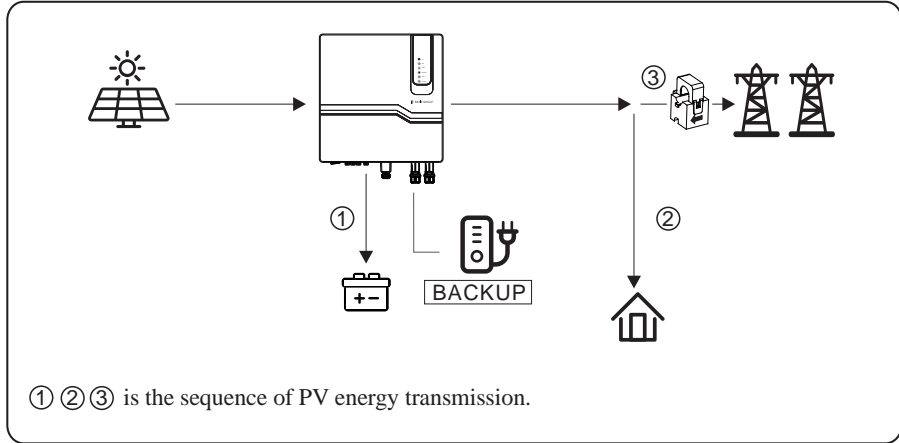 ③
①
②
+ -
BACKUP
① ② ③ is the sequence of PV energy transmission.